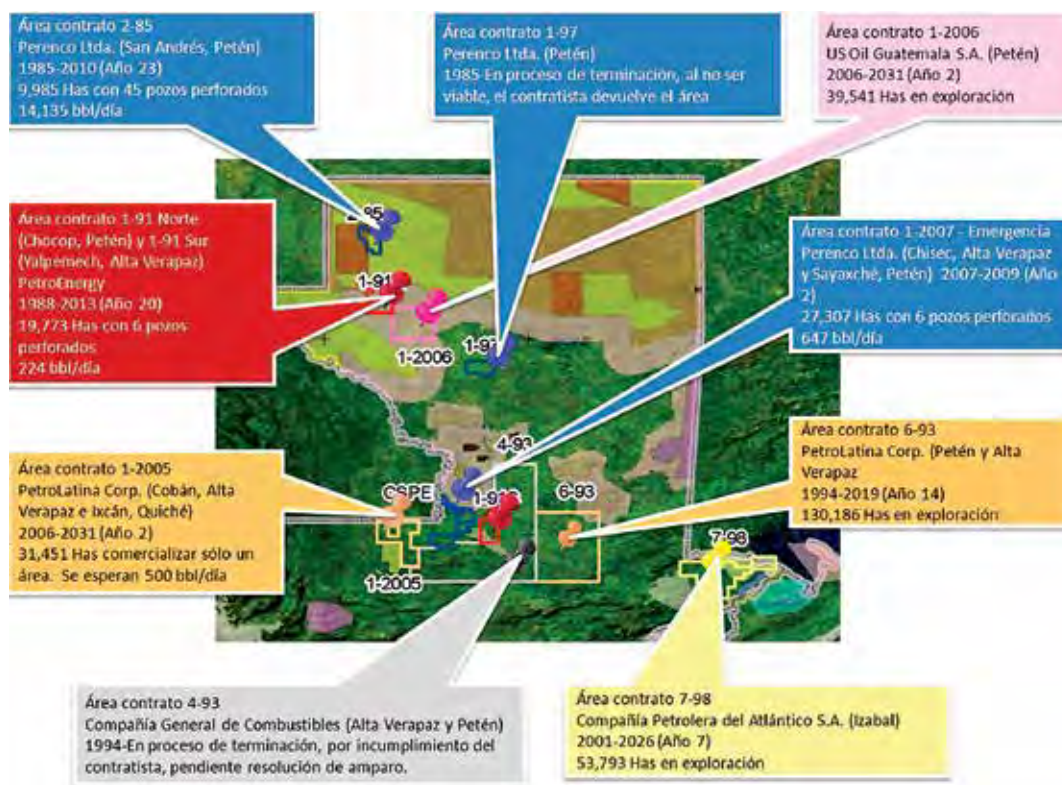 Área contrato 2-85
Perenco Ltda. (San Andrés, Petén)
1985-2010 (Año 23)
9,985 Has con 45 pozos perforados
14,135 bbl/día
Área contrato 1-97
Perenco Ltda. (Petén)
1985 En proceso de terminación, al no ser
viable, el contratista devuelve el área
Área contrato 1-2006
US Oil Guatemala S.A. (Petén)
2006-2031 (Año 2)
39,541 Has en exploración
Área contrato 1-91 Norte
(Chocop, Petén) y 1-91 Sur
(Yalpemech, Alta Verapaz)
PetroEnergy
1988-2013 (Año 20)
19,773 Has con 6 pozos
perforados
224 bbl/día
Área contrato 1-2007 - Emergencia
Perenco Ltda. (Chisec, Alta Verapaz
y Sayaxché, Petén) 2007-2009 (Año
2)
27,307 Has con 6 pozos perforados
647 bbl/día
2-85
1-91
1-2006
1-97
4-93
CSPE
1-91S
6-93
7-98
1-2005
Área contrato 1-2005
PetroLatina Corp. (Cobán, Alta
Verapaz e Ixcán, Quiché)
2006-2031 (Año 2)
31,451 Has comercializar sólo un
área. Se esperan 500 bbl/día
Área contrato 6-93
PetroLatina Corp. (Petén y Alta
Verapaz
1994-2019 (Año 14)
130,186 Has en exploración
Área contrato 4-93
Compañía General de Combustibles (Alta Verapaz y Petén)
1994-En proceso de terminación, por incumplimiento del
contratista, pendiente resolución de amparo.
Área contrato 7-98
Compañía Petrolera del Atlántico S.A. (Izabal)
2001-2026 (Año 7)
53,793 Has en exploración